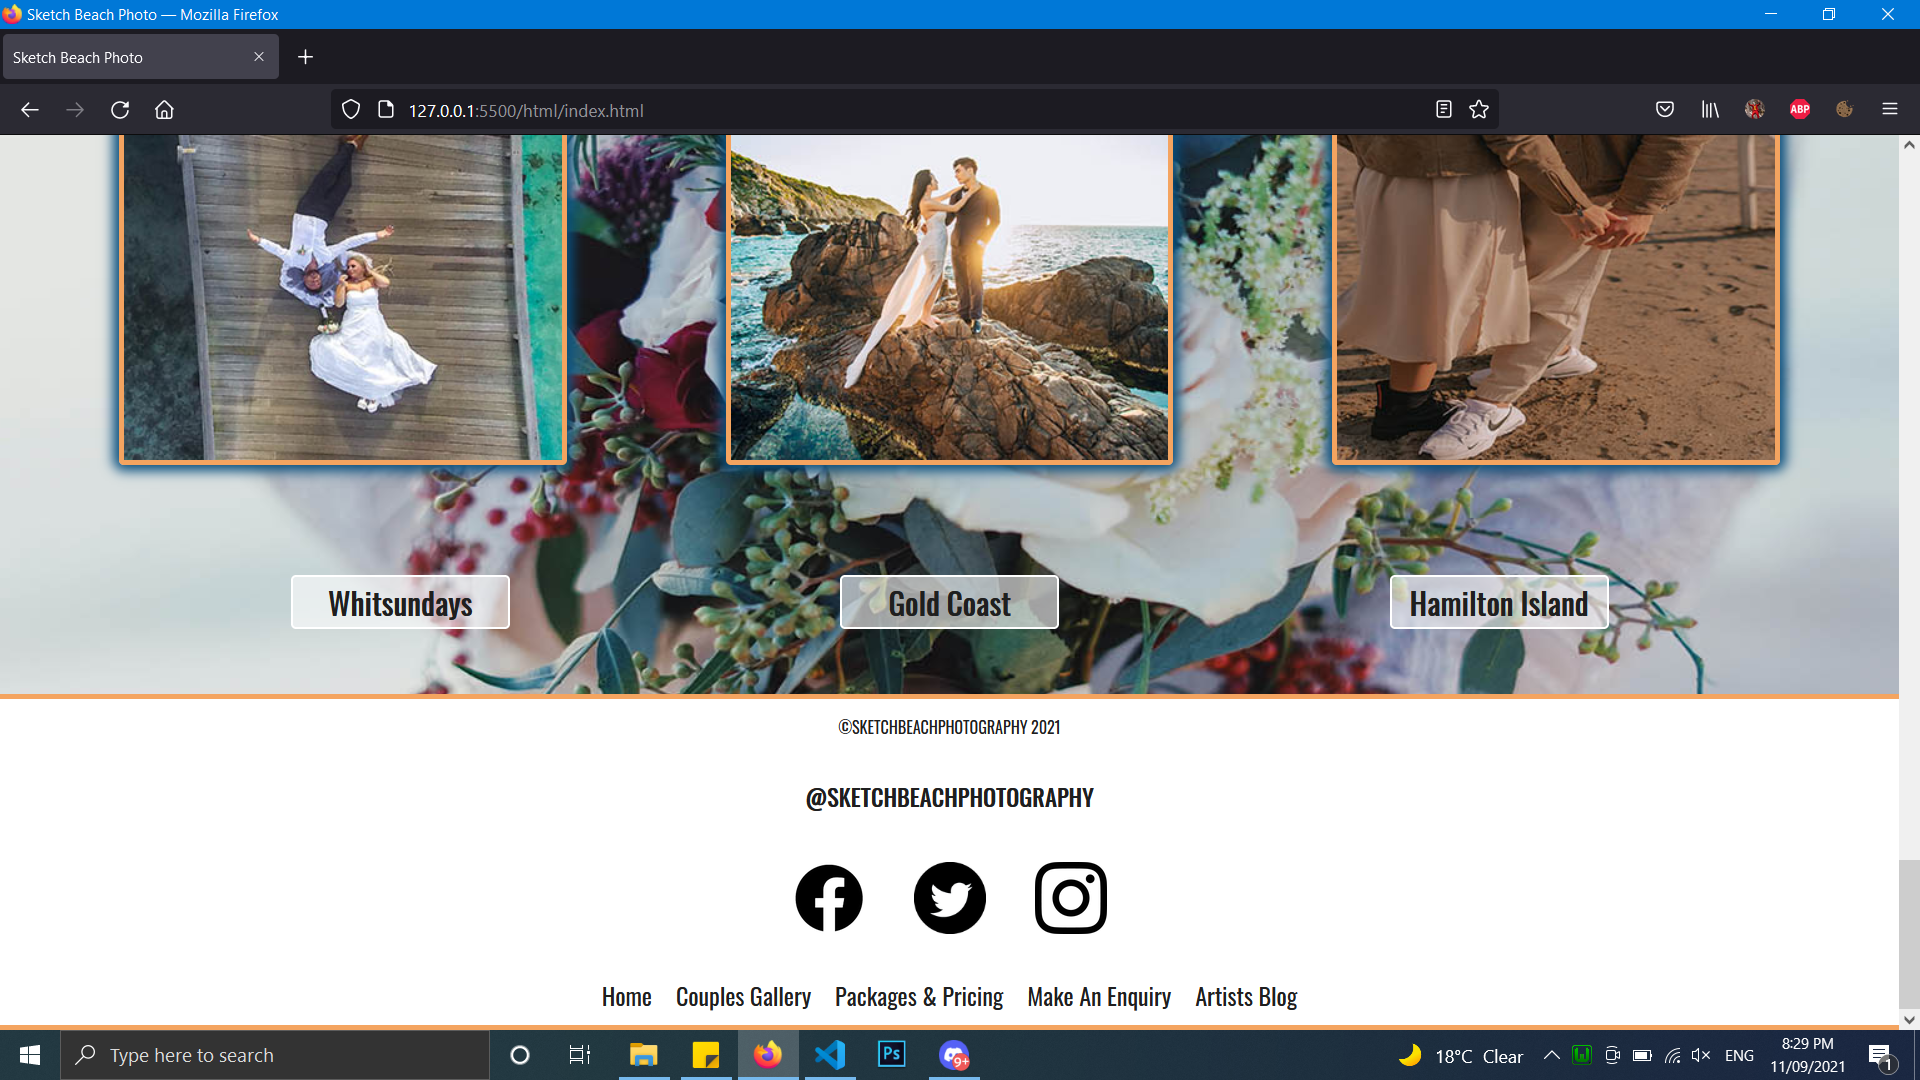 Sketch Beach Photo — Mozilla Firefox
Sketch Beach Photo
127.0.0.1:5500/html/index.html
ABP
Whitsundays
Gold Coast
Hamilton Island
©SKETCHBEACHPHOTOGRAPHY 2021
@SKETCHBEACHPHOTOGRAPHY
Home Couples Gallery Packages & Pricing Make An Enquiry Artists Blog
Type here to search
Ps
9+
18°C Clear
ENG
8:29 PM
11/09/2021
1